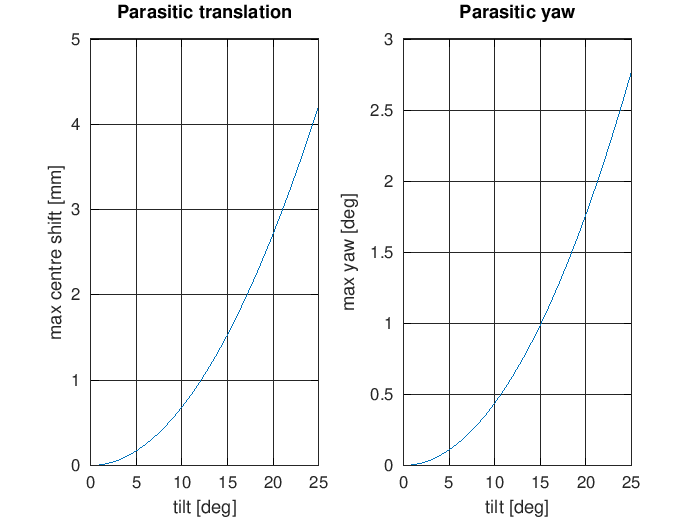 Parasitic translation
5
4
3
2
1
0
max centre shift [mm]
0 5 10 15 20 25
tilt [deg]
Parasitic yaw
3
2.5
2
1.5
1
0.5
0
max yaw [deg]
0 5 10 15 20 25
tilt [deg]